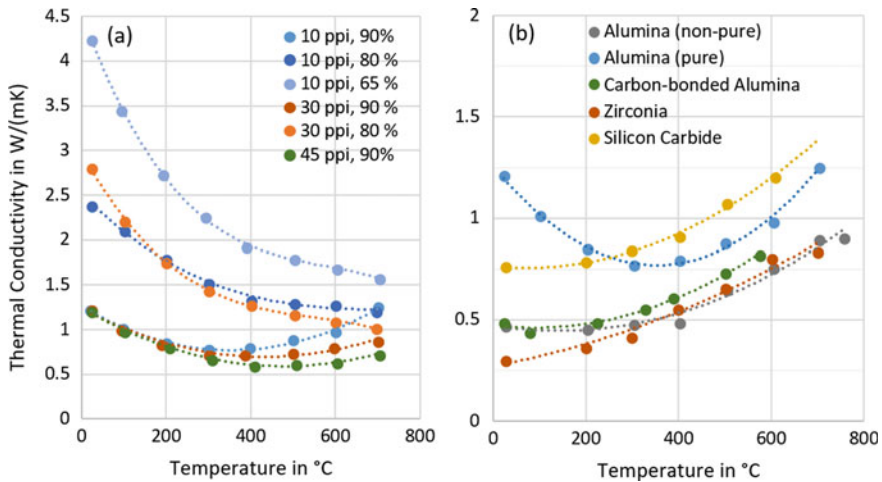 (a)
10 ppi, 90%
10 ppi, 80%
10 ppi, 65 %
30 ppi, 90 %
30 ppi, 80 %
45 ppi, 90%
4.5
4
3.5
3
2.5
2
1.5
1
0.5
0
0
200
400
600
800
Thermal Conductivity in W/(mK)
Temperature in °C
(b)
Alumina (non-pure)
Alumina (pure)
Carbon-bonded Alumina
Zirconia
Silicon Carbide
2
1.5
1
0.5
0
0
200
400
600
800
Temperature in °C